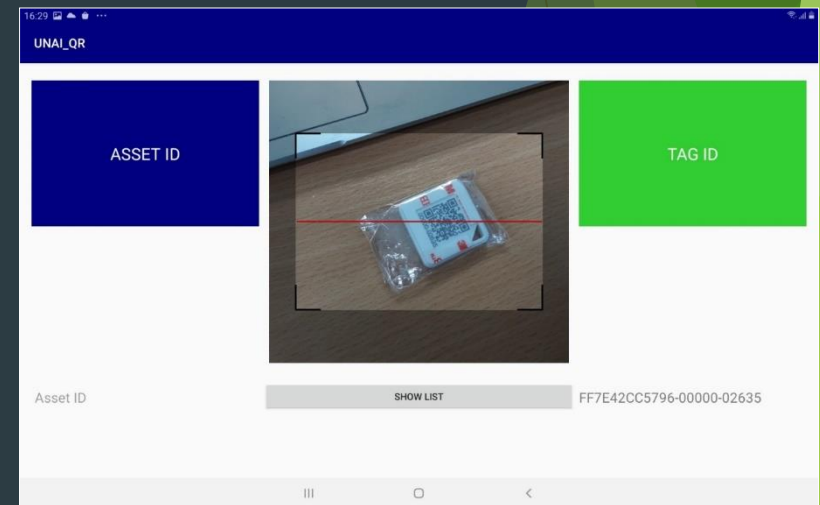 16:29
UNAI_QR
ASSET ID
TAG ID
Asset ID
SHOW LIST
FF7E42CC5796-00000-02635